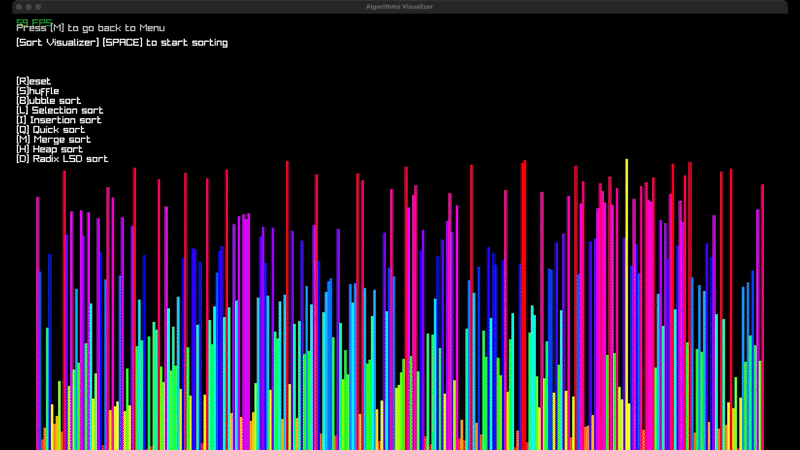 Algorithms Visualizer
59 FPS
Press [M] to go back to Menu
[Sort Visualizer] [SPACE] to start sorting
[R]eset
[S]huffle
[B]ubble sort
[L] Selection sort
[I] Insertion sort
[Q] Quick sort
[M] Merge sort
[H] Heap sort
[D] Radix LSD sort